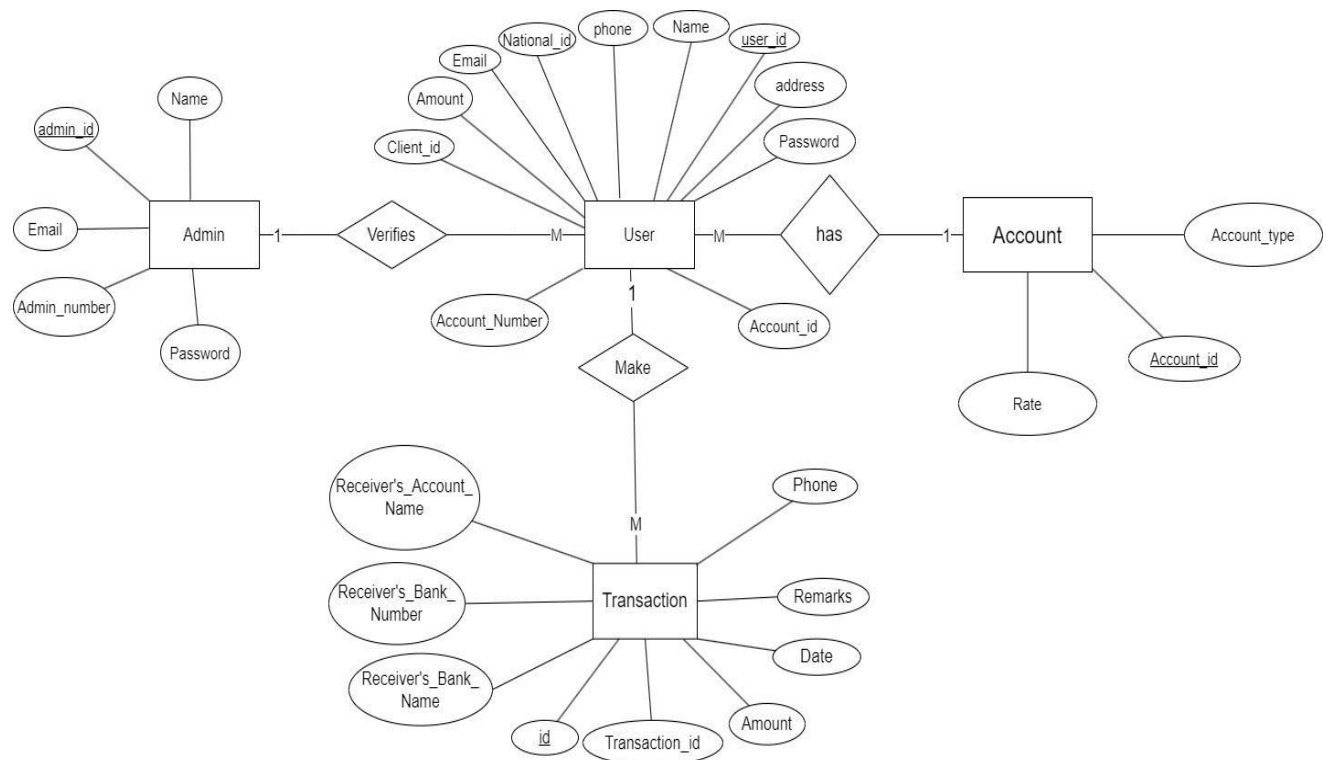 National_id
phone
Name
user_id
Email
address
Amount
Name
admin_id
Client_id
Password
Email
Admin
1
Verifies
M
User
M
has
1
Account
Account_type
Admin_number
Account_Number
1
Account_id
Password
Make
Account_id
Rate
Receiver's_Account_
Name
Phone
M
Receiver's_Bank_
Number
Transaction
Remarks
Date
Receiver's_Bank_
Name
id
Transaction_id
Amount